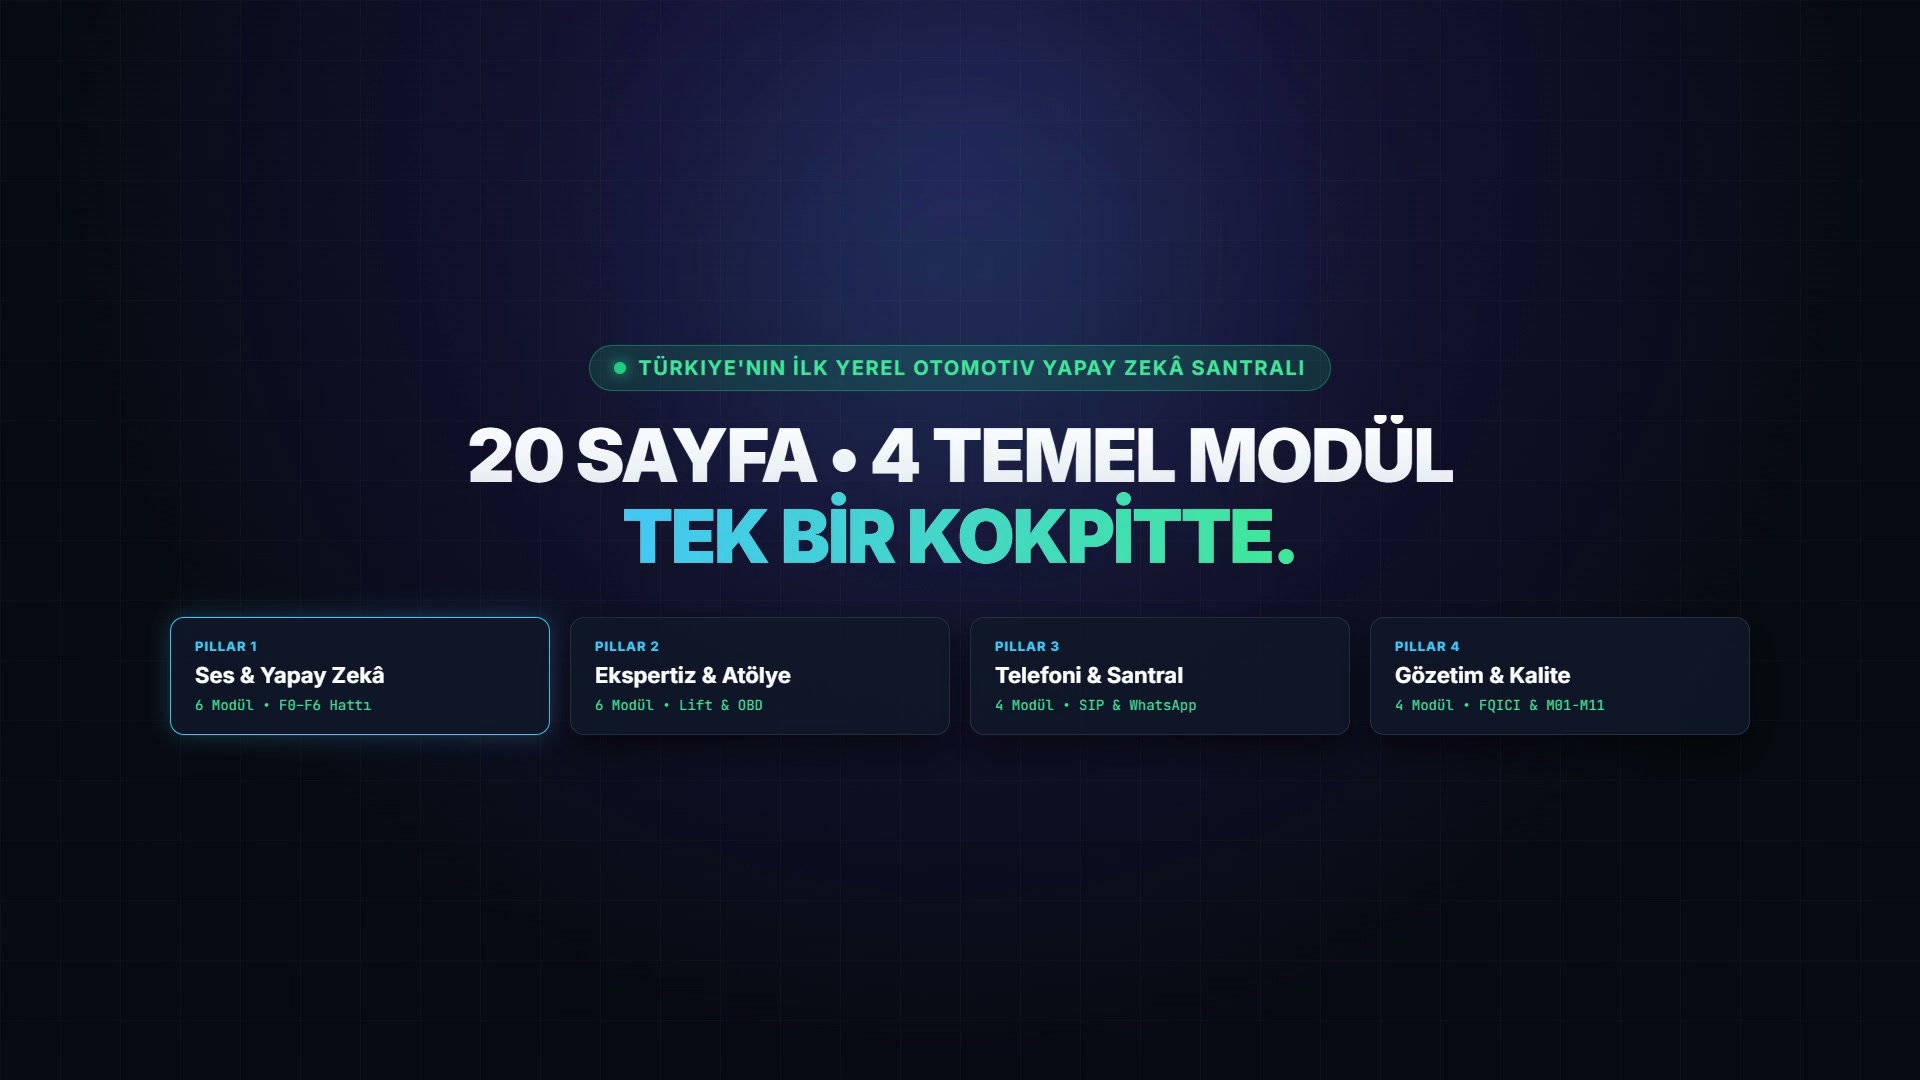 TÜRKIYE'NIN İLK YEREL OTOMOTIV YAPAY ZEKÂ SANTRALI
20 SAYFA • 4 TEMEL MODÜL
TEK BİR KOKPİTTE.
PILLAR 1
Ses & Yapay Zekâ
6 Modül • F0–F6 Hattı
PILLAR 2
Ekspertiz & Atölye
6 Modül • Lift & OBD
PILLAR 3
Telefoni & Santral
4 Modül • SIP & WhatsApp
PILLAR 4
Gözetim & Kalite
4 Modül • FQICI & M01-M11